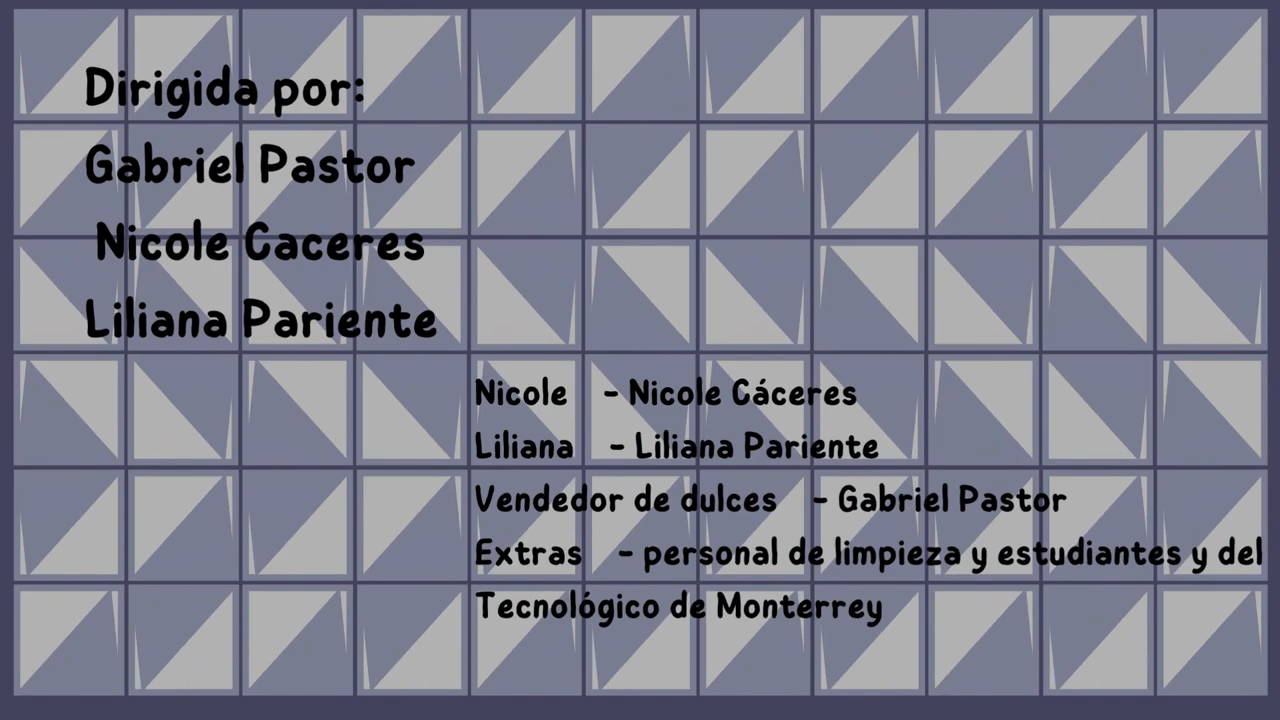 Dirigida por:
Gabriel Pastor
Nicole Caceres
Liliana Pariente
Nicole - Nicole Cáceres
Liliana - Liliana Pariente
Vendedor de dulces - Gabriel Pastor
Extras - personal de limpieza y estudiantes y del
Tecnológico de Monterrey